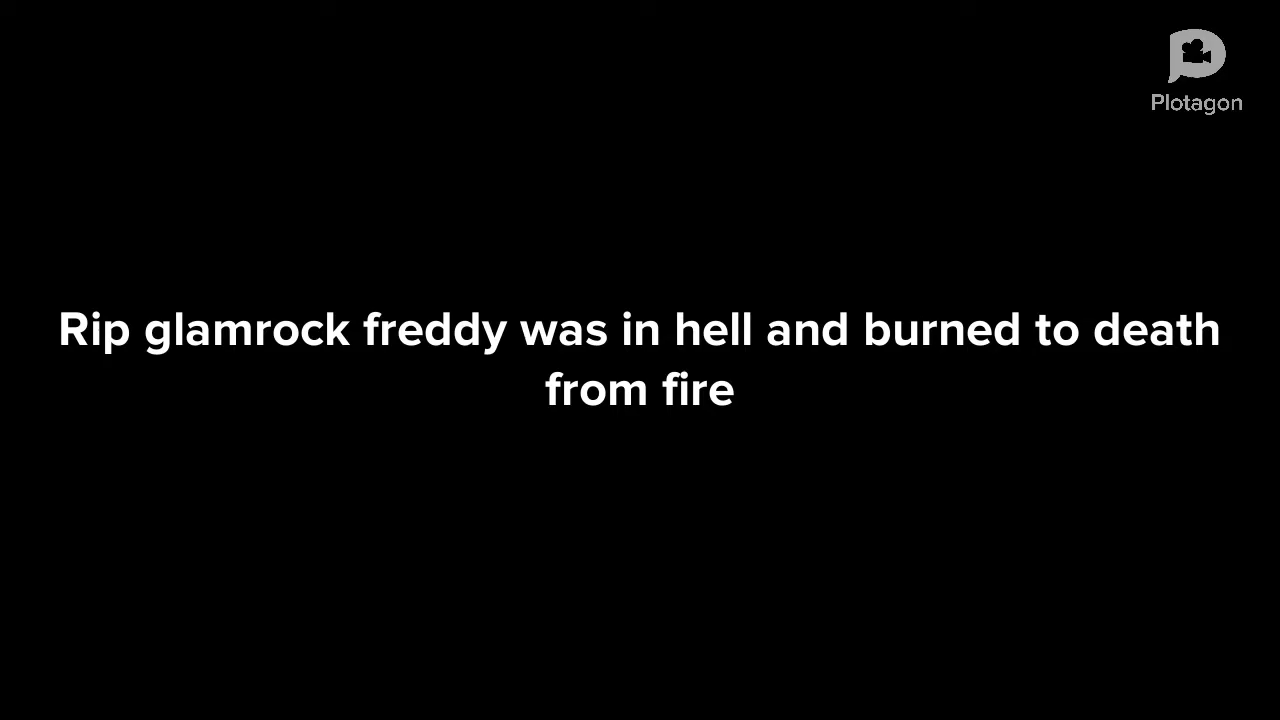 Plotagon
Rip glamrock freddy was in hell and burned to death
from fire